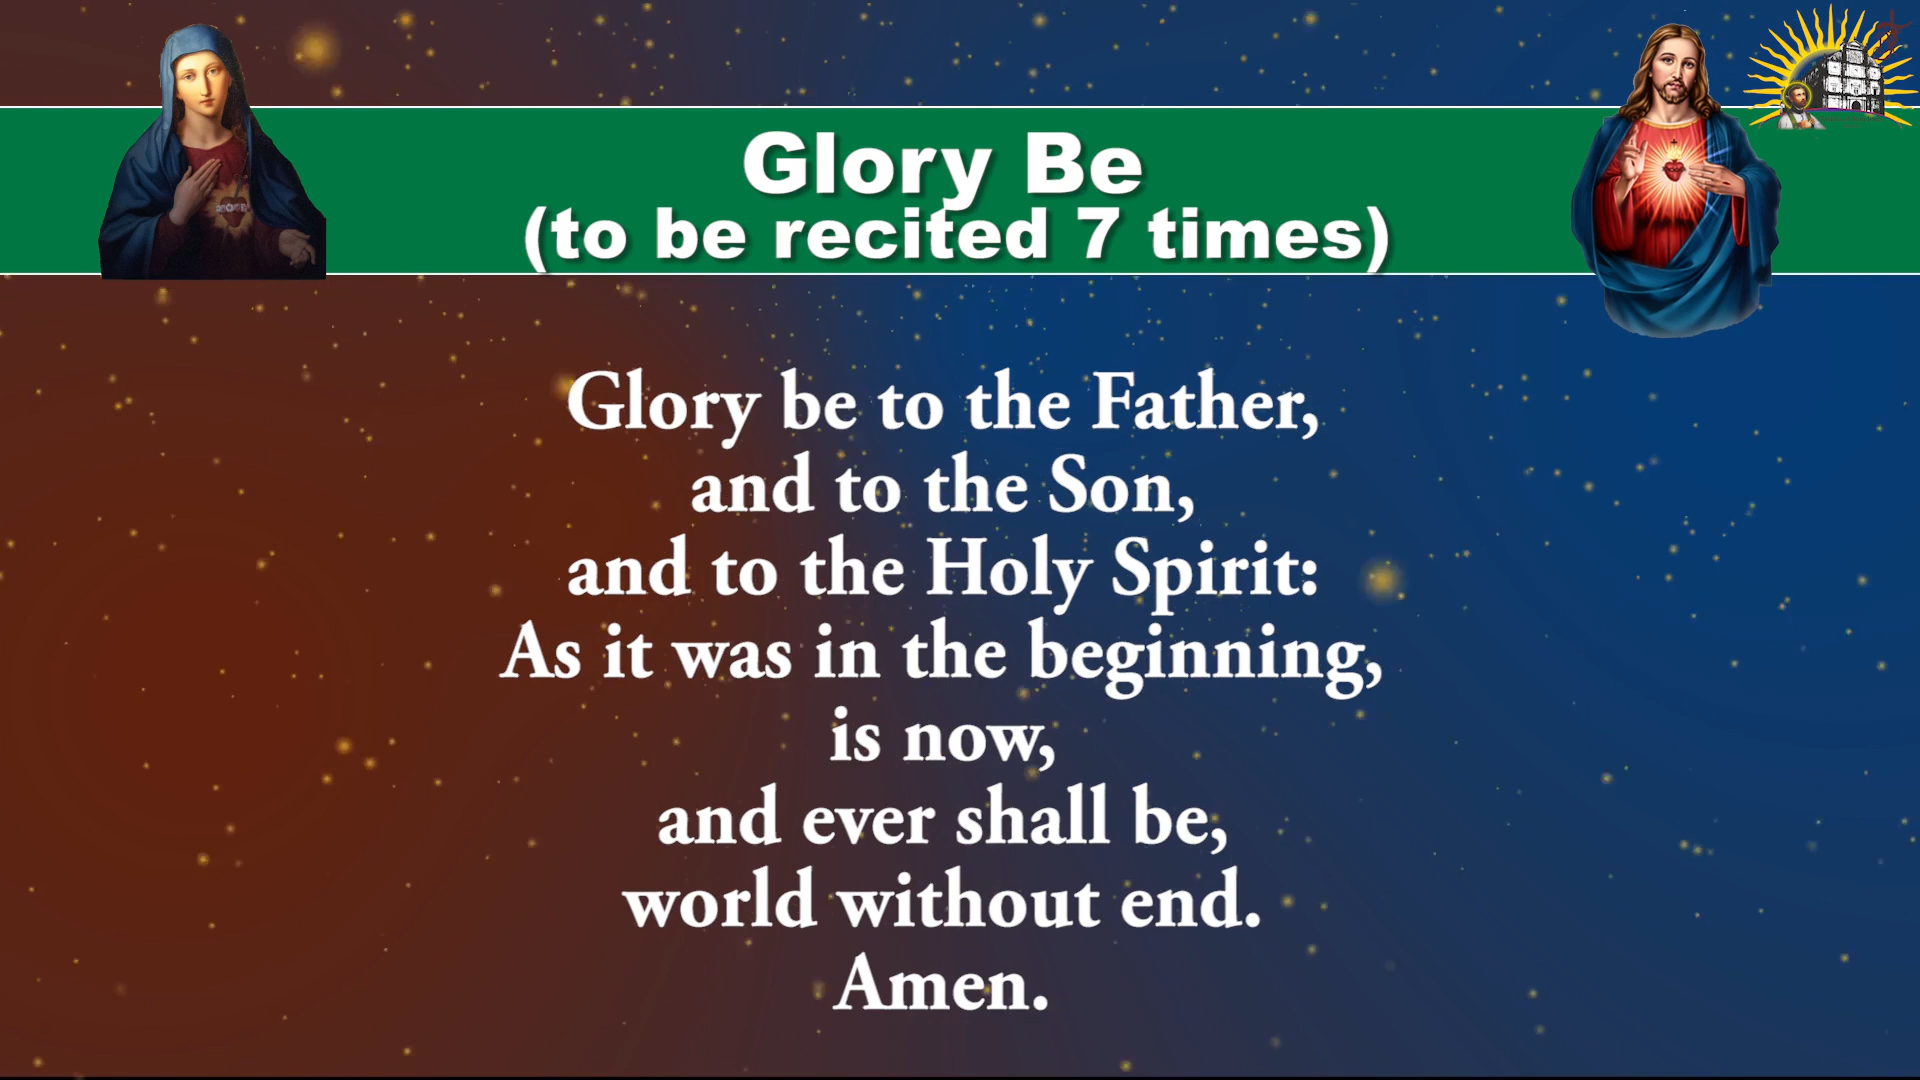 Glory Be
(to be recited 7 times)
Glory be to the Father,
and to the Son,
and to the Holy Spirit:
As it was in the beginning,
is now,
and ever shall be,
world without end.
Amen.